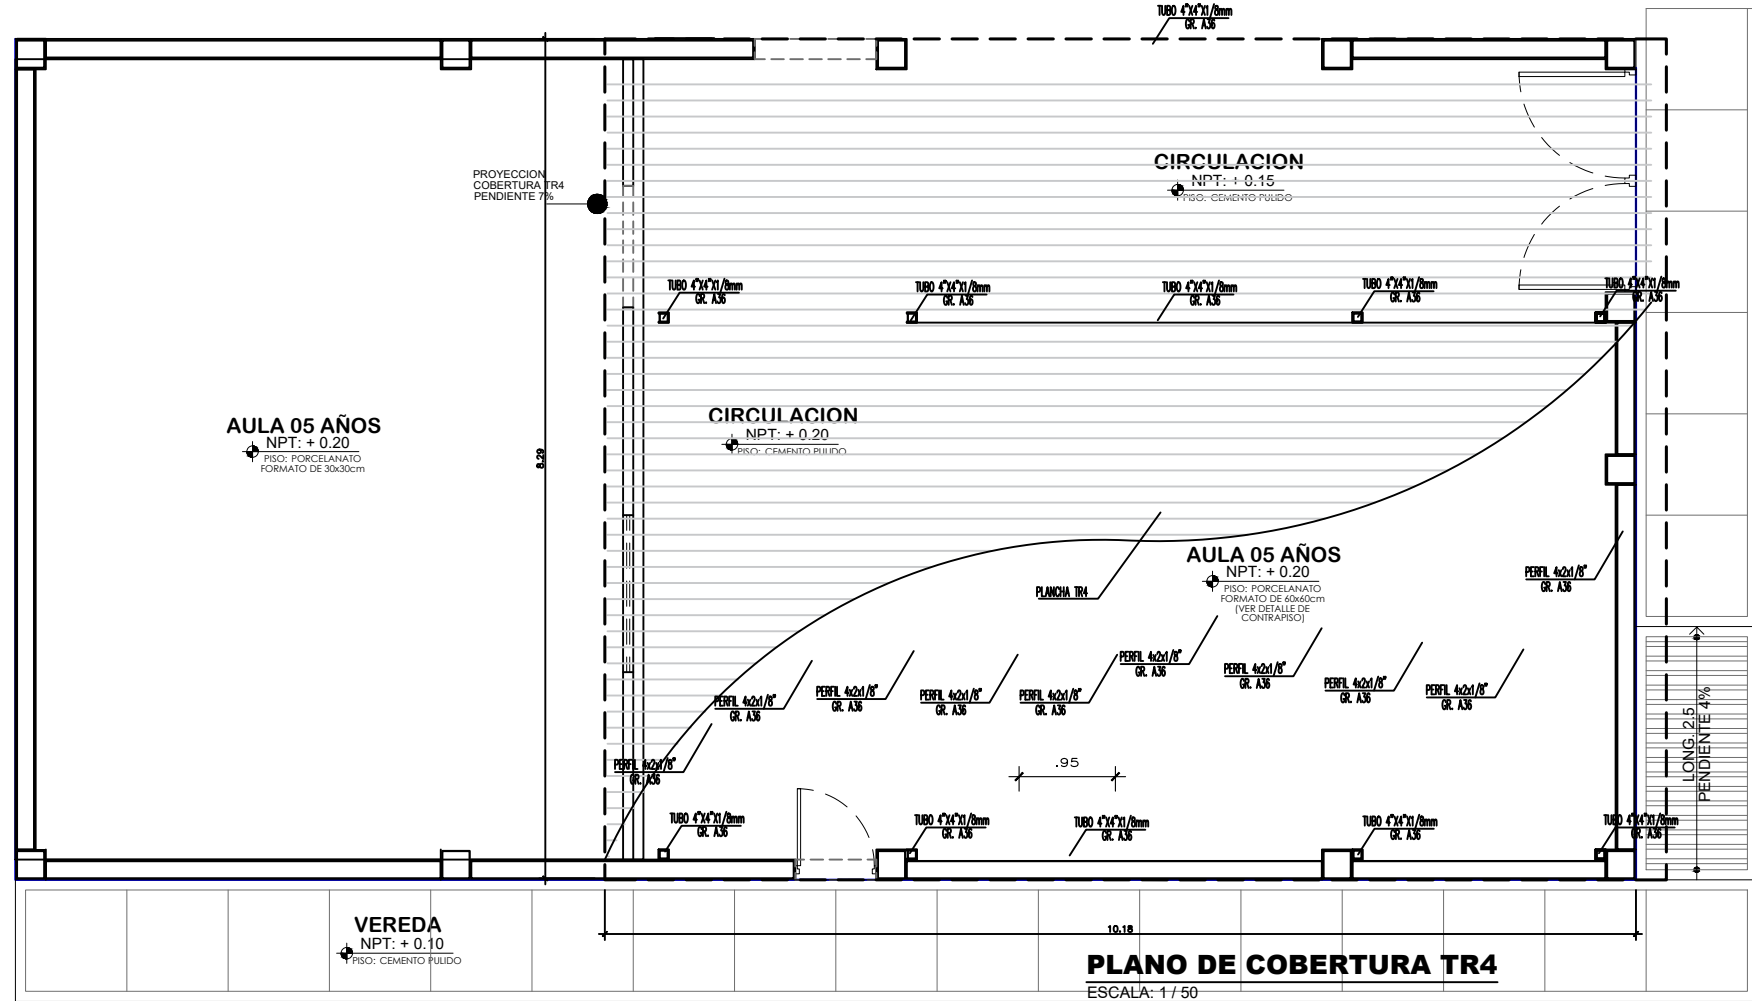 TUBO 4"X4"X1/8mm
GR. A36
PROYECCION
COBERTURA TR4
PENDIENTE 7%
CIRCULACION
NPT: + 0.15
PISO: CEMENTO PULIDO
TUBO 4"X4"X1/8mm
GR. A36
TUBO 4"X4"X1/8mm
GR. A36
TUBO 4"X4"X1/8mm
GR. A36
TUBO 4"X4"X1/8mm
GR. A36
TUBO 4"X4"X1/8mm
GR. A36
AULA 05 AÑOS
NPT: + 0.20
PISO: PORCELANATO
FORMATO DE 30x30cm
8.29
CIRCULACION
NPT: + 0.20
PISO: CEMENTO PULIDO
AULA 05 AÑOS
NPT: + 0.20
PISO: PORCELANATO
FORMATO DE 60x60cm
(VER DETALLE DE
CONTRAPISO)
PLANCHA TR4
PERFIL 4x2x1/8"
GR. A36
PERFIL 4x2x1/8"
GR. A36
PERFIL 4x2x1/8"
GR. A36
PERFIL 4x2x1/8"
GR. A36
PERFIL 4x2x1/8"
GR. A36
PERFIL 4x2x1/8"
GR. A36
PERFIL 4x2x1/8"
GR. A36
PERFIL 4x2x1/8"
GR. A36
PERFIL 4x2x1/8"
GR. A36
PERFIL 4x2x1/8"
GR. A36
.95
LONG. 2.5
PENDIENTE 4%
TUBO 4"X4"X1/8mm
GR. A36
TUBO 4"X4"X1/8mm
GR. A36
TUBO 4"X4"X1/8mm
GR. A36
TUBO 4"X4"X1/8mm
GR. A36
TUBO 4"X4"X1/8mm
GR. A36
VEREDA
NPT: + 0.10
PISO: CEMENTO PULIDO
10.18
PLANO DE COBERTURA TR4
ESCALA: 1 / 50